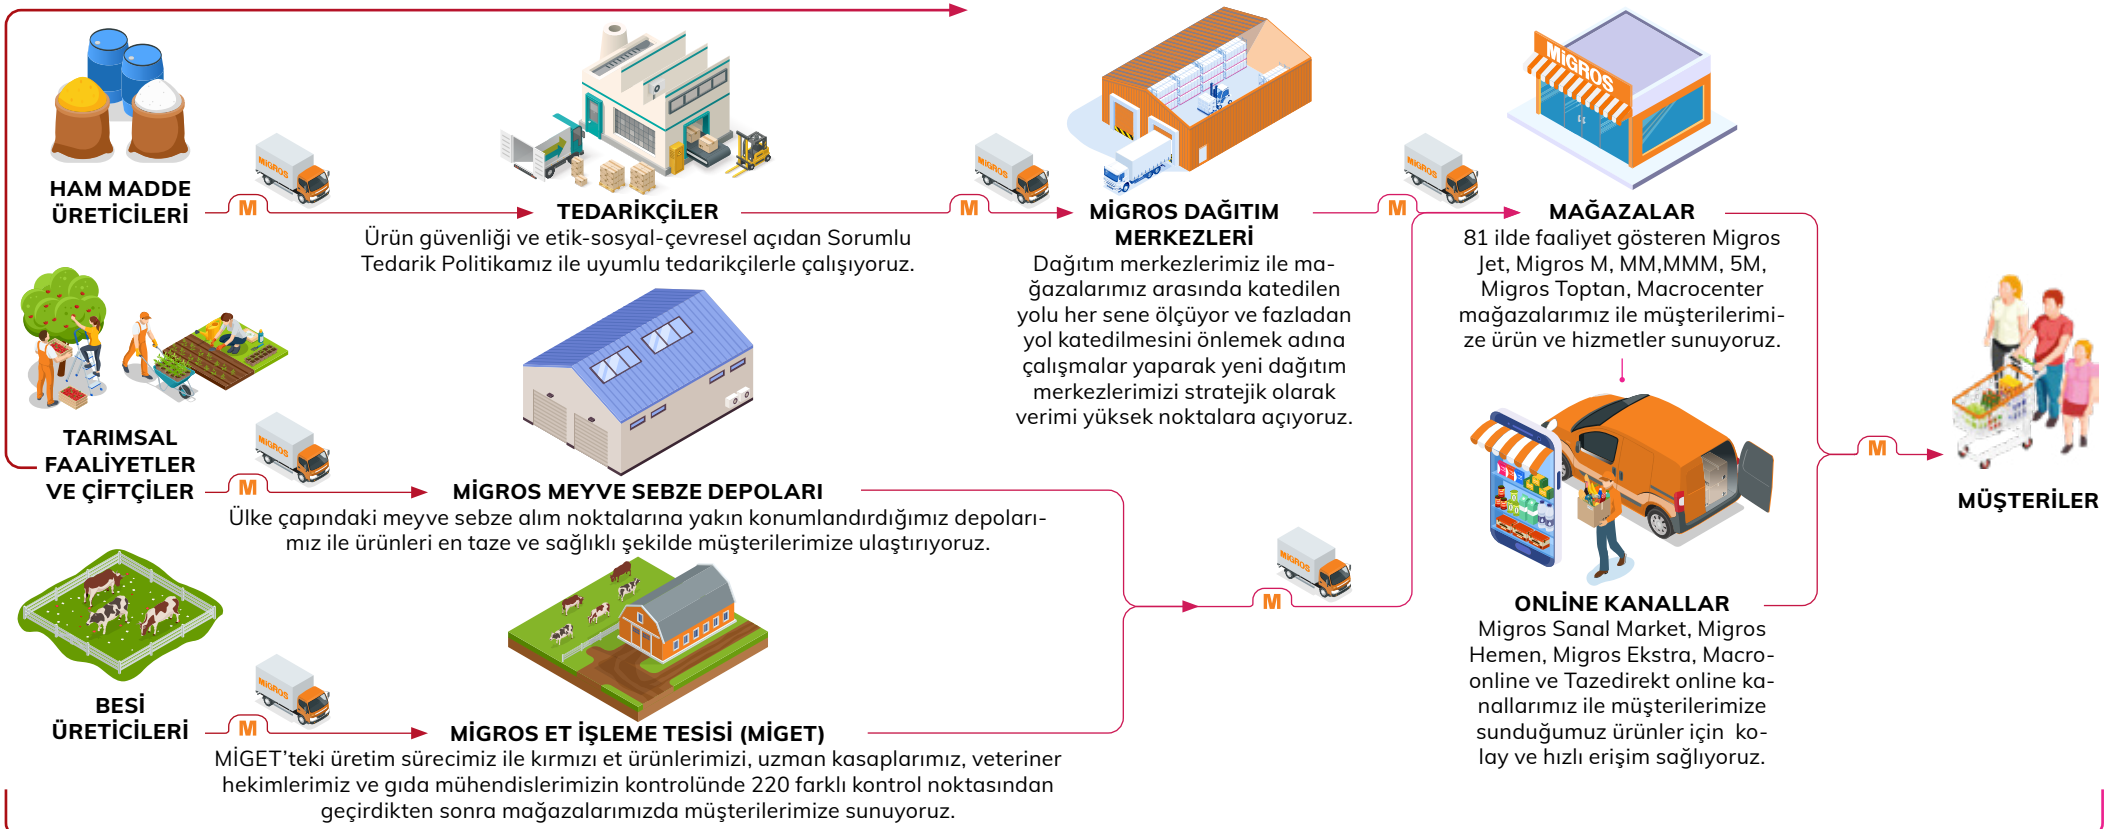 HAM MADDE
ÜRETİCİLERİ
MiGROS
M
TEDARİKÇİLER
Ürün güvenliği ve etik-sosyal-çevresel açıdan Sorumlu
Tedarik Politikamız ile uyumlu tedarikçilerle çalışıyoruz.
MiGROS
M
MİGROS DAĞITIM
MERKEZLERİ
Dağıtım merkezlerimiz ile ma-
ğazalarımız arasında katedilen
yolu her sene ölçüyor ve fazladan
yol katedilmesini önlemek adına
çalışmalar yaparak yeni dağıtım
merkezlerimizi stratejik olarak
verimi yüksek noktalara açıyoruz.
MiGROS
M
MiGROS
MAĞAZALAR
81 ilde faaliyet gösteren Migros
Jet, Migros M, MM,MMM, 5M,
Migros Toptan, Macrocenter
mağazalarımız ile müşterilerimi-
ze ürün ve hizmetler sunuyoruz.
TARIMSAL
FAALİYETLER
VE ÇİFTÇİLER
MiGROS
M
MİGROS MEYVE SEBZE DEPOLARI
Ülke çapındaki meyve sebze alım noktalarına yakın konumlandırdığımız depoları-
mız ile ürünleri en taze ve sağlıklı şekilde müşterilerimize ulaştırıyoruz.
BESİ
ÜRETİCİLERİ
MiGROS
M
MİGROS ET İŞLEME TESİSİ (MİGET)
MİGET’teki üretim sürecimiz ile kırmızı et ürünlerimizi, uzman kasaplarımız, veteriner
hekimlerimiz ve gıda mühendislerimizin kontrolünde 220 farklı kontrol noktasından
geçirdikten sonra mağazalarımızda müşterilerimize sunuyoruz.
MiGROS
M
ONLİNE KANALLAR
Migros Sanal Market, Migros
Hemen, Migros Ekstra, Macro-
online ve Tazedirekt online ka-
nallarımız ile müşterilerimize
sunduğumuz ürünler için  ko-
lay ve hızlı erişim sağlıyoruz.
M
MÜŞTERİLER